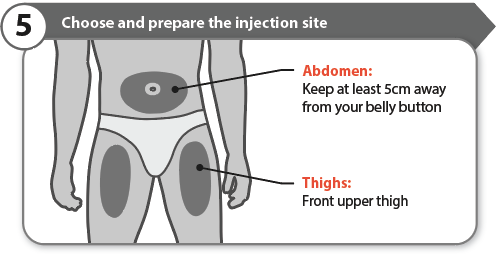 5 Choose and prepare the injection site
Abdomen:
Keep at least 5cm away
from your belly button
Thighs:
Front upper thigh